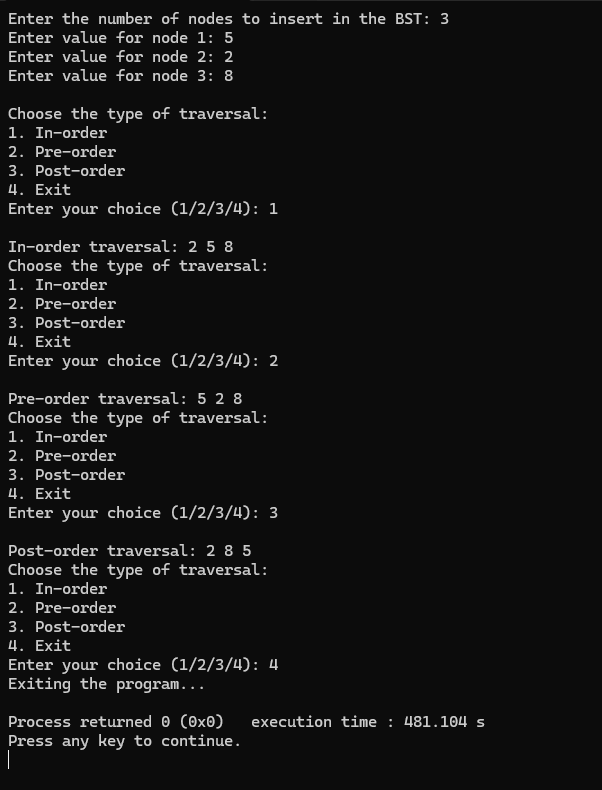 Enter the number of nodes to insert in the BST: 3
Enter value for node 1: 5
Enter value for node 2: 2
Enter value for node 3: 8
Choose the type of traversal:
1. In-order
2. Pre-order
3. Post-order
4. Exit
Enter your choice (1/2/3/4): 1
In-order traversal: 2 5 8
Choose the type of traversal:
1. In-order
2. Pre-order
3. Post-order
4. Exit
Enter your choice (1/2/3/4): 2
Pre-order traversal: 5 2 8
Choose the type of traversal:
1. In-order
2. Pre-order
3. Post-order
4. Exit
Enter your choice (1/2/3/4): 3
Post-order traversal: 2 8 5
Choose the type of traversal:
1. In-order
2. Pre-order
3. Post-order
4. Exit
Enter your choice (1/2/3/4): 4
Exiting the program...
Process returned 0 (0x0)   execution time : 481.104 s
Press any key to continue.